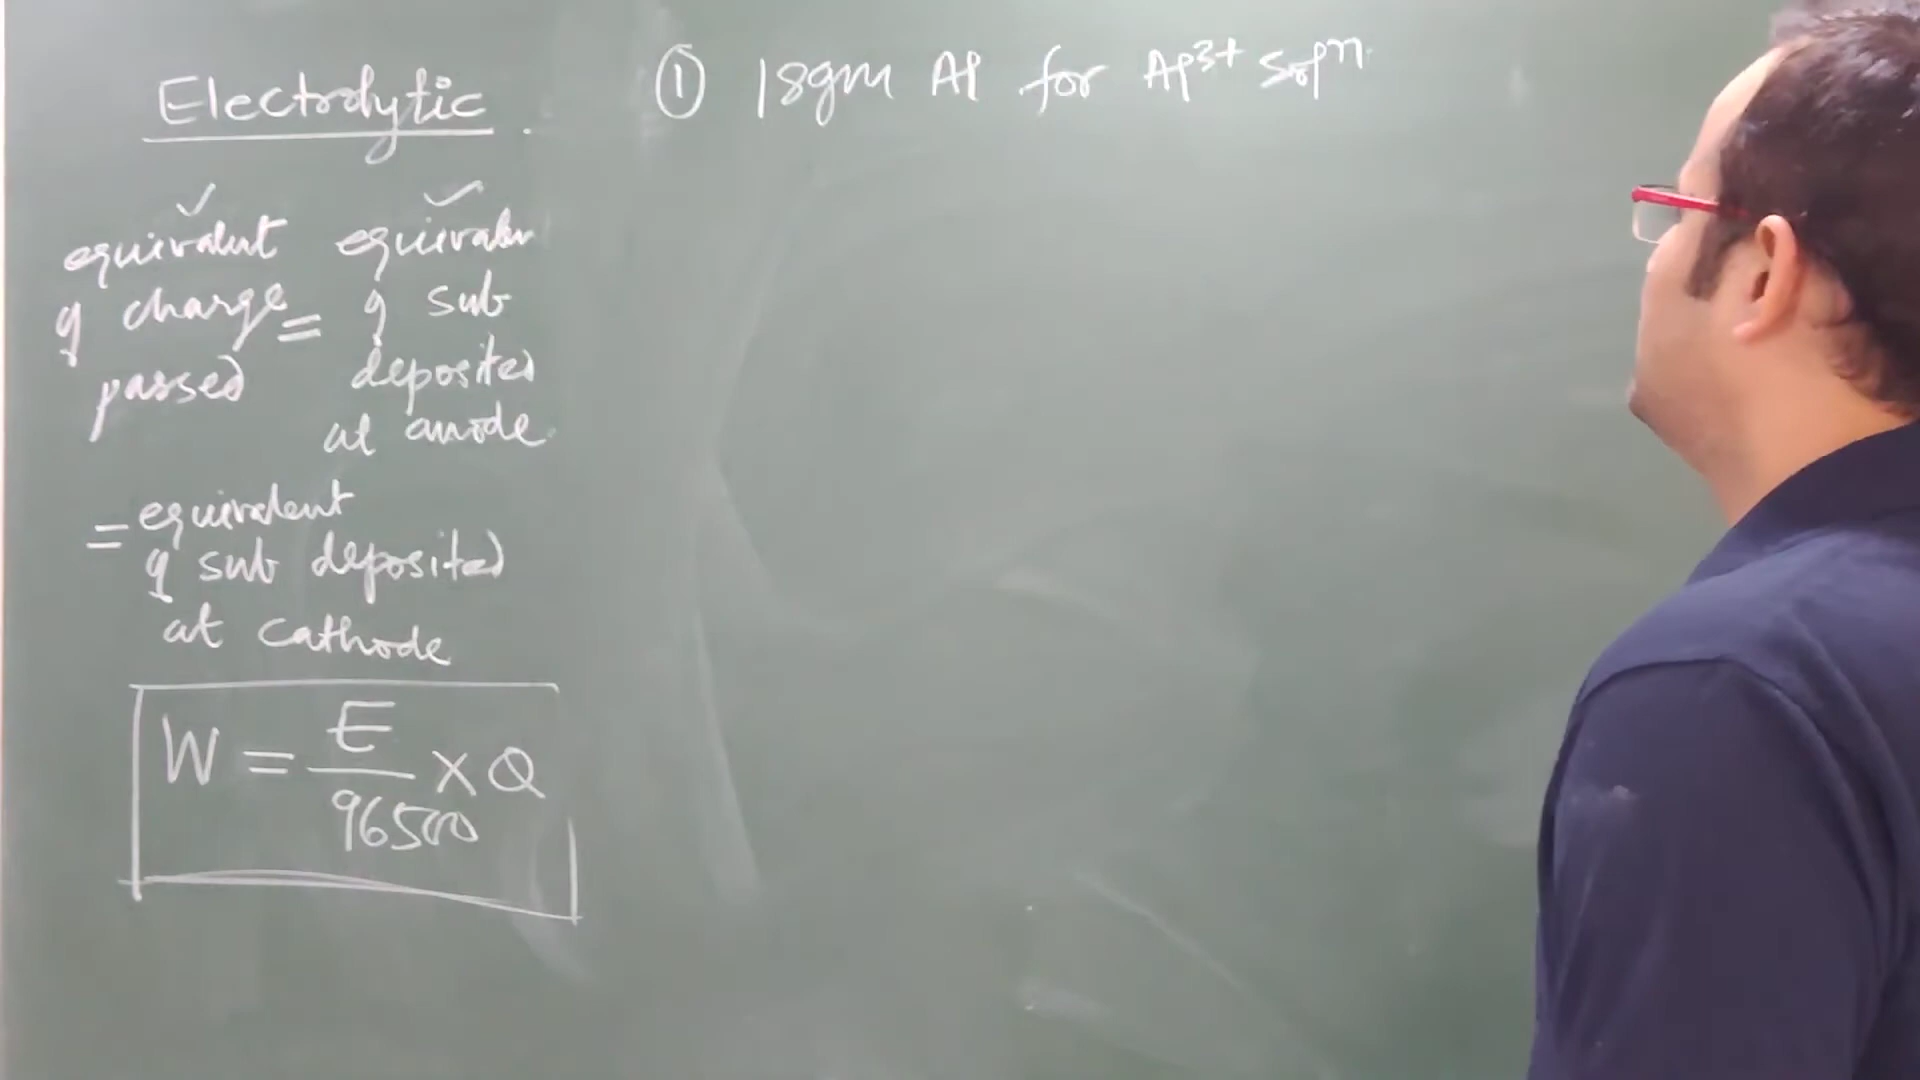 Electrolytic
equivalent
of charge
passed
=
equivalen
of sub
deposited
at anode
= equivalent
of sub deposited
at cathode
W = E/96500 × Q
① 18gm Al for Al³⁺ solⁿ